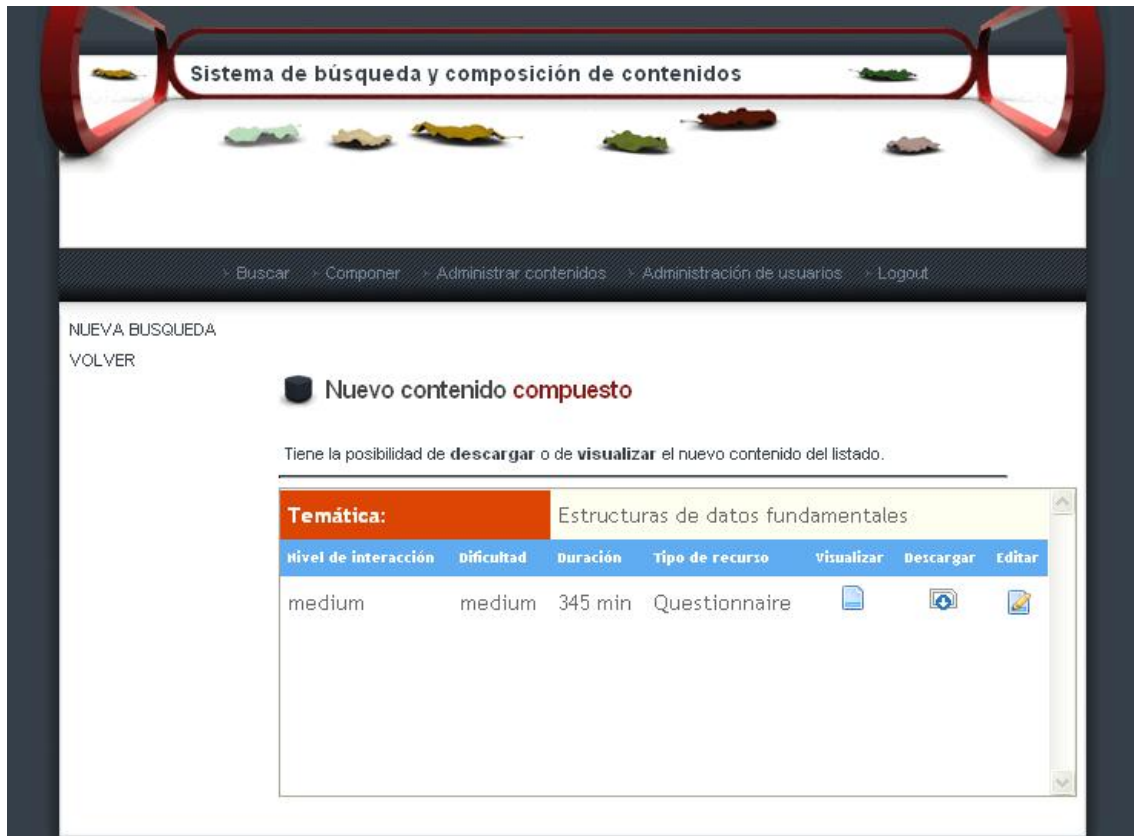 Sistema de búsqueda y composición de contenidos
Buscar Componer Administrar contenidos Administración de usuarios Logout
NUEVA BUSQUEDA
VOLVER
Nuevo contenido compuesto
Tiene la posibilidad de descargar o de visualizar el nuevo contenido del listado.
Temática: Estructuras de datos fundamentales
Nivel de interacción Dificultad Duración Tipo de recurso Visualizar Descargar Editar
medium medium 345 min Questionnaire